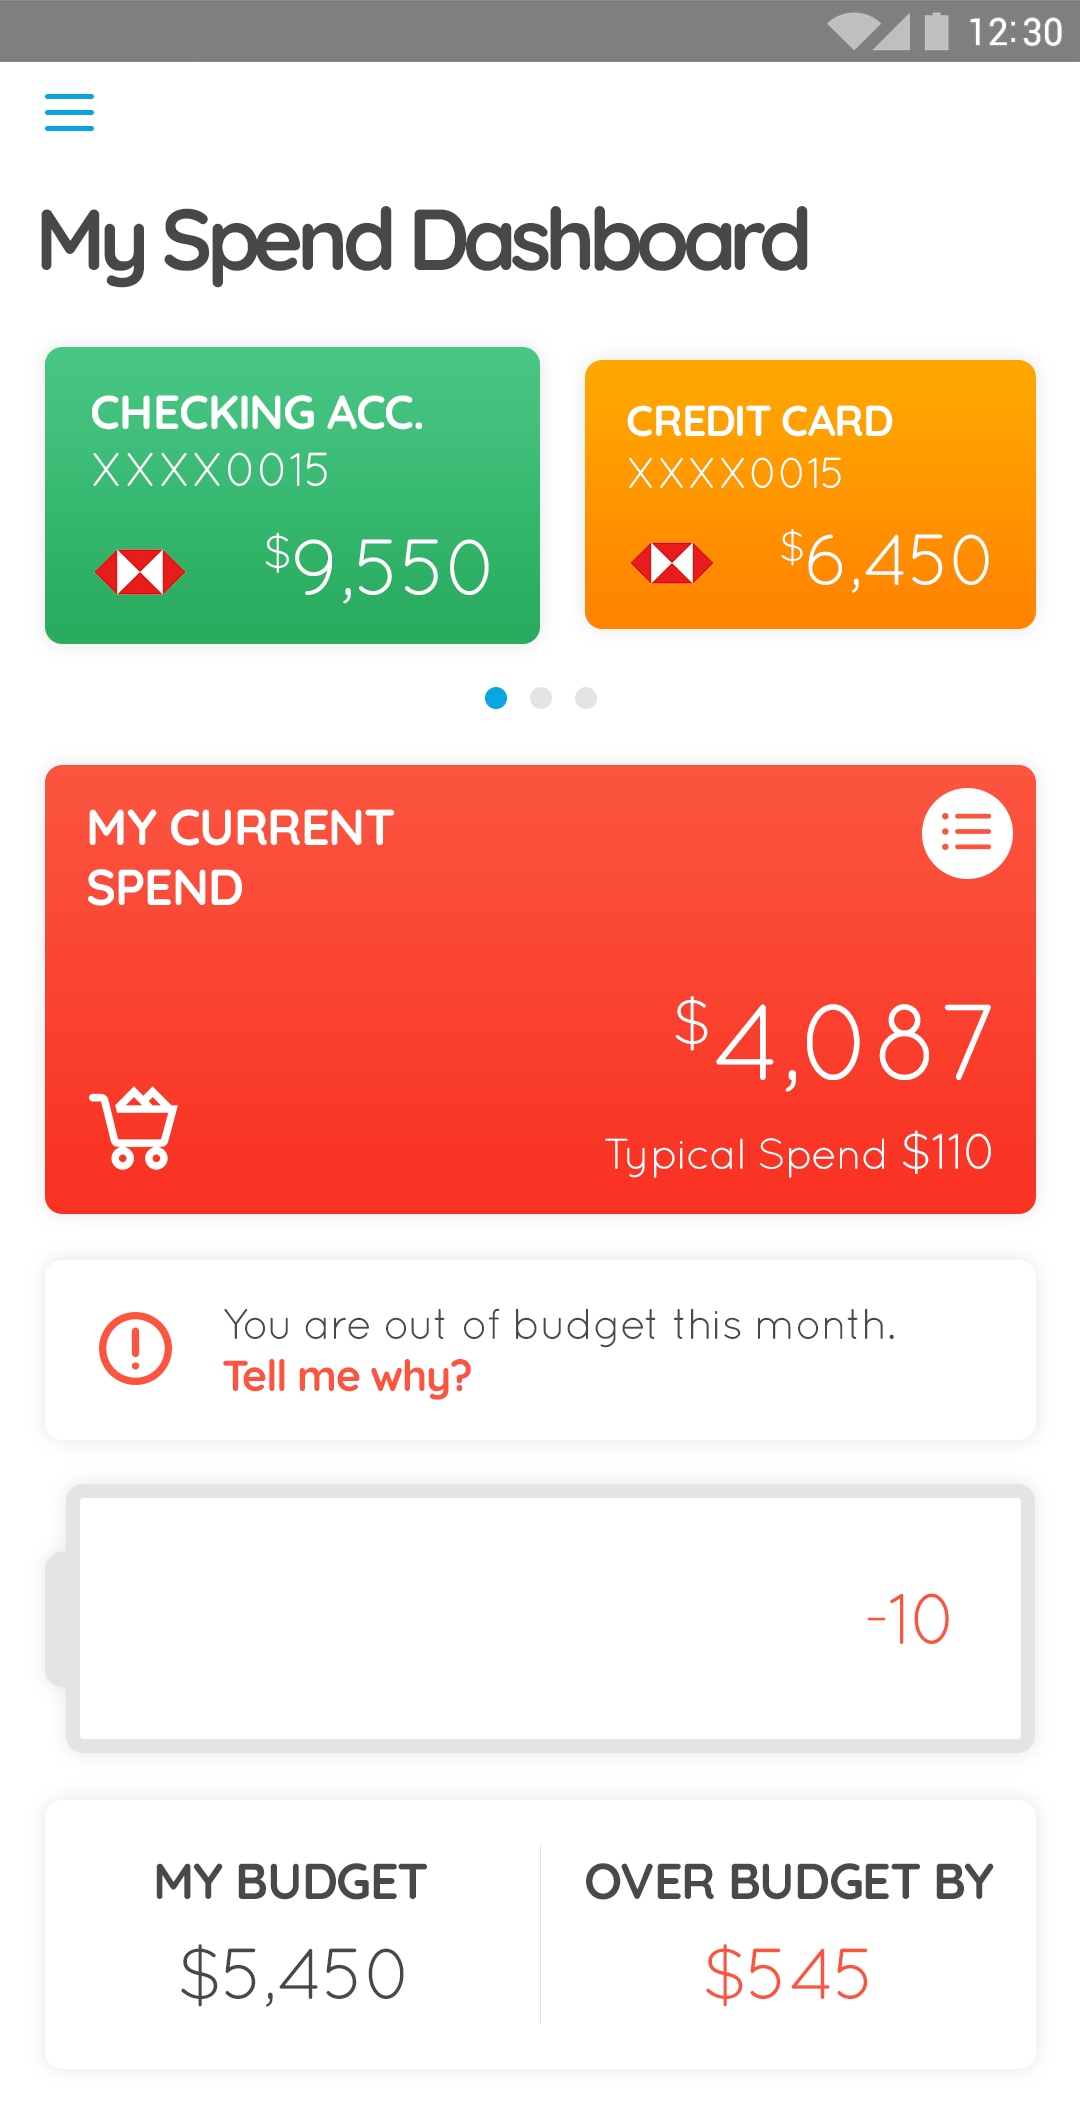 12:30
My Spend Dashboard
CHECKING ACC.
XXXX0015
$9,550
CREDIT CARD
XXXX0015
$6,450
MY CURRENT
SPEND
$4,087
Typical Spend $110
You are out of budget this month.
Tell me why?
-10
MY BUDGET
$5,450
OVER BUDGET BY
$545